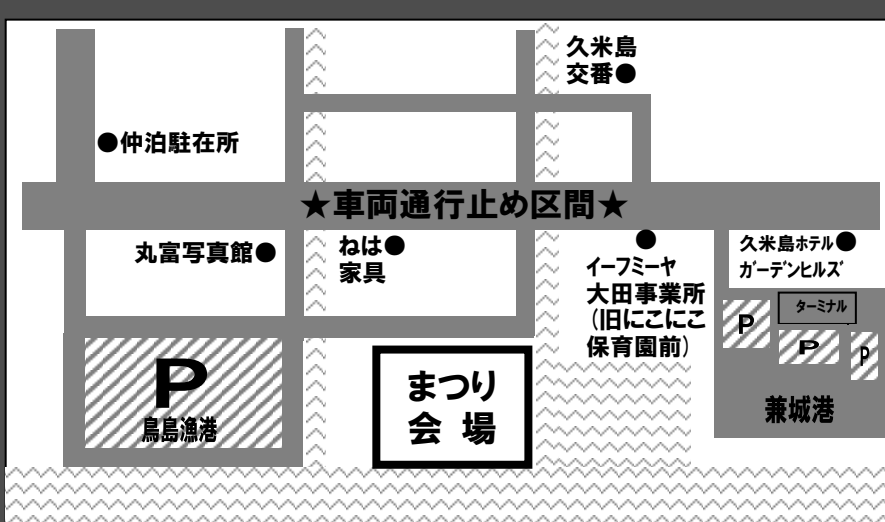 久米島
交番●
●仲泊駐在所
★車両通行止め区間★
丸富写真館●
ねは●
家具
●
イーフミーヤ
大田事業所
(旧にこにこ
保育園前)
久米島ホテル●
ガーデンヒルズ
ターミナル
P
P
P
兼城港
P
鳥島漁港
まつり
会 場